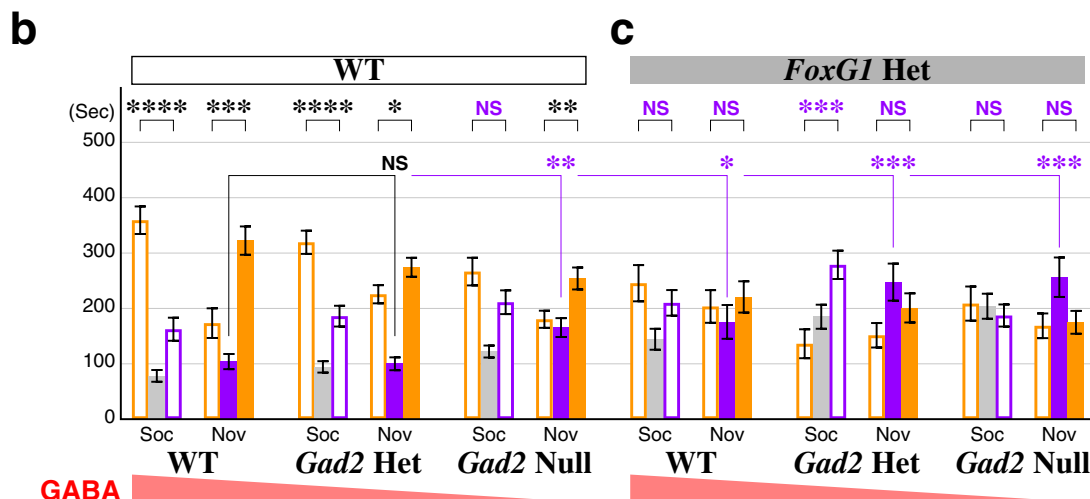 b c
WT FoxG1 Het
(Sec) **** *** **** * NS ** NS NS *** NS NS NS
500
NS ** * *** ***
400
300
200
100
0
Soc Nov Soc Nov Soc Nov Soc Nov Soc Nov Soc Nov
WT Gad2 Het Gad2 Null WT Gad2 Het Gad2 Null
GABA